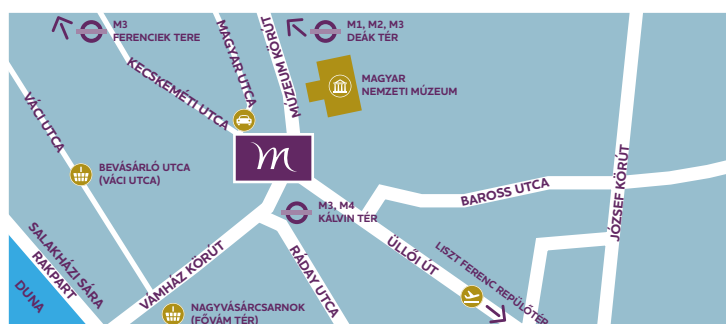 M3
FERENCIEK TERE
M1, M2, M3
DEÁK TÉR
MÚZEUM KÖRÚT
MAGYAR UTCA
KECSKEMÉTI UTCA
MAGYAR
NEMZETI MÚZEUM
VÁCI UTCA
BEVÁSÁRLÓ UTCA
(VÁCI UTCA)
m
M3, M4
KÁLVIN TÉR
BAROSS UTCA
JÓZSEF KÖRÚT
SALAKHÁZI SÁRA
RAKPART
DUNA
VÁMHÁZ KÖRÚT
RÁDAY UTCA
ÜLLŐI ÚT
LISZT FERENC REPÜLŐTÉR
NAGYVÁSÁRCSARNOK
(FŐVÁM TÉR)